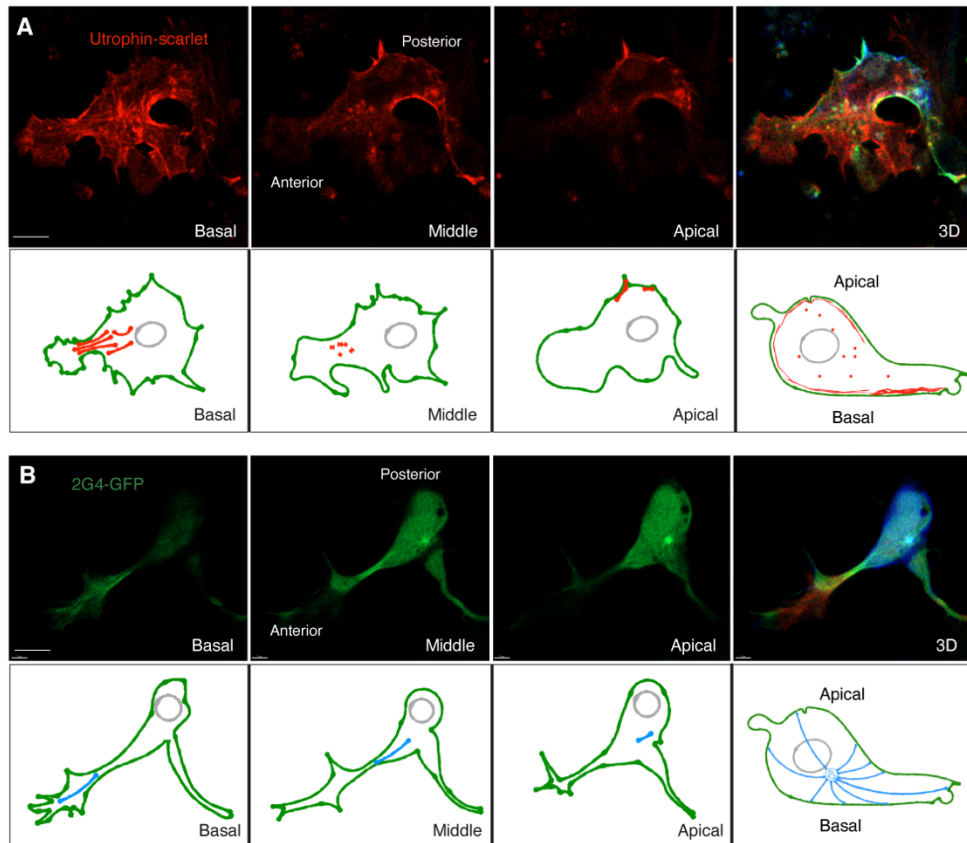 A
Utrophin-scarlet
Posterior
Anterior
Basal
Middle
Apical
3D
Apical
Basal
Middle
Apical
Basal
B
2G4-GFP
Posterior
Anterior
Basal
Middle
Apical
3D
Apical
Basal
Middle
Apical
Basal